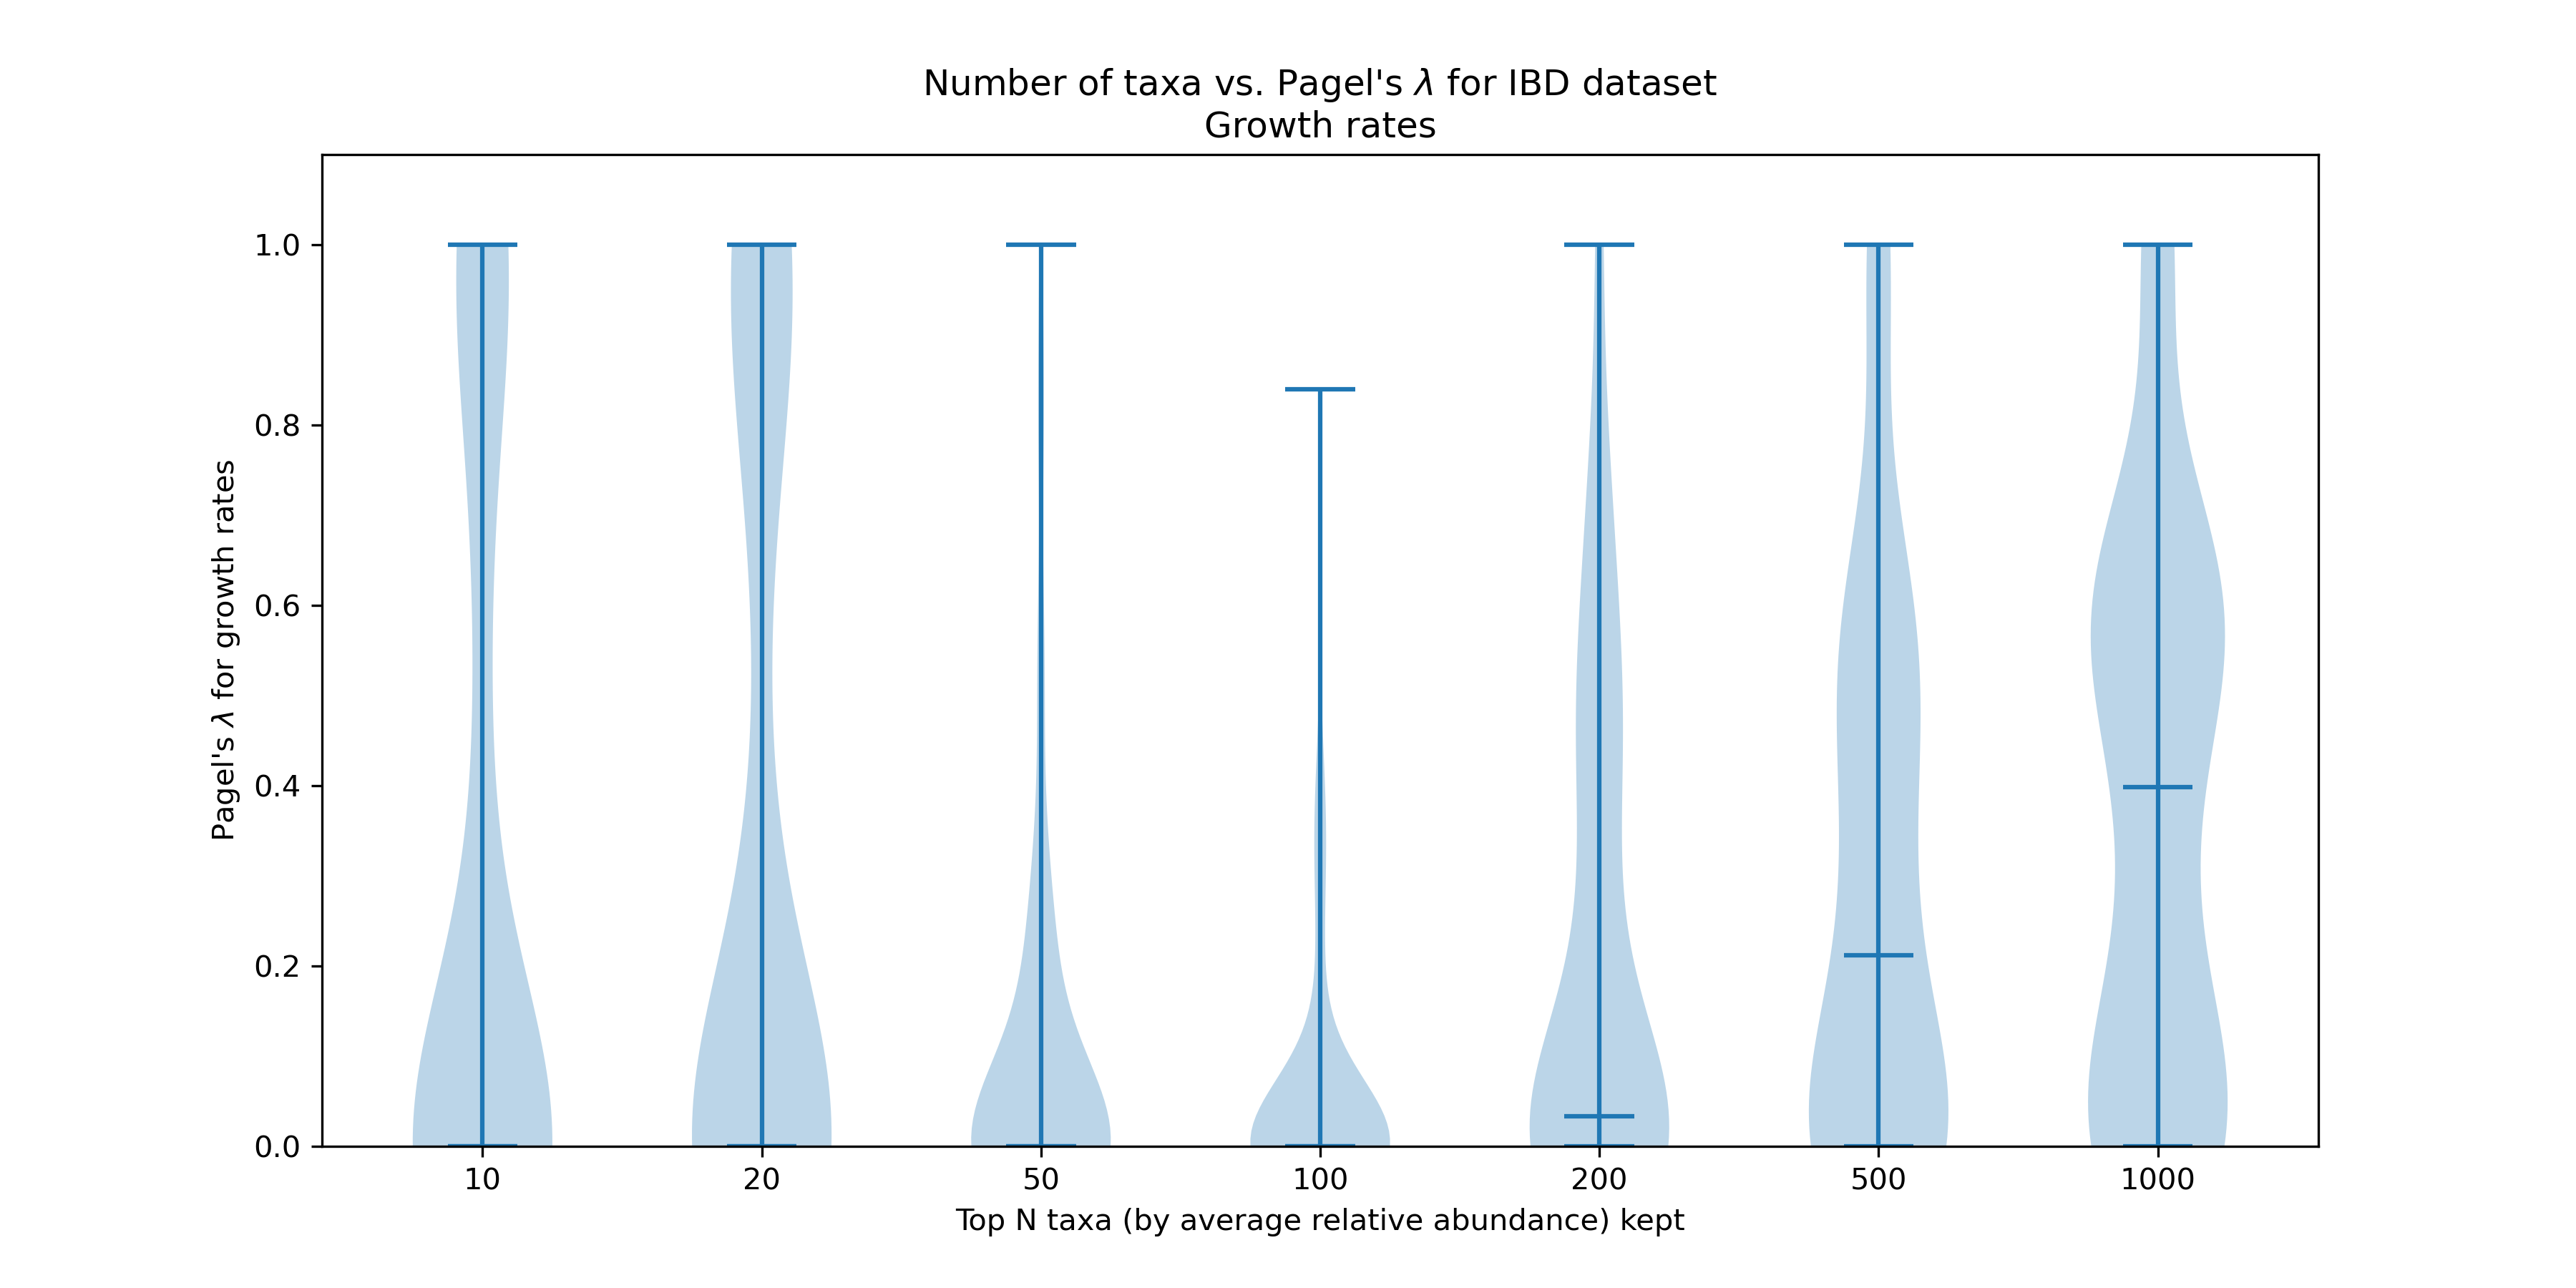 Number of taxa vs. Pagel's λ for IBD dataset
Growth rates
Pagel's λ for growth rates
1.0
0.8
0.6
0.4
0.2
0.0
10 20 50 100 200 500 1000
Top N taxa (by average relative abundance) kept